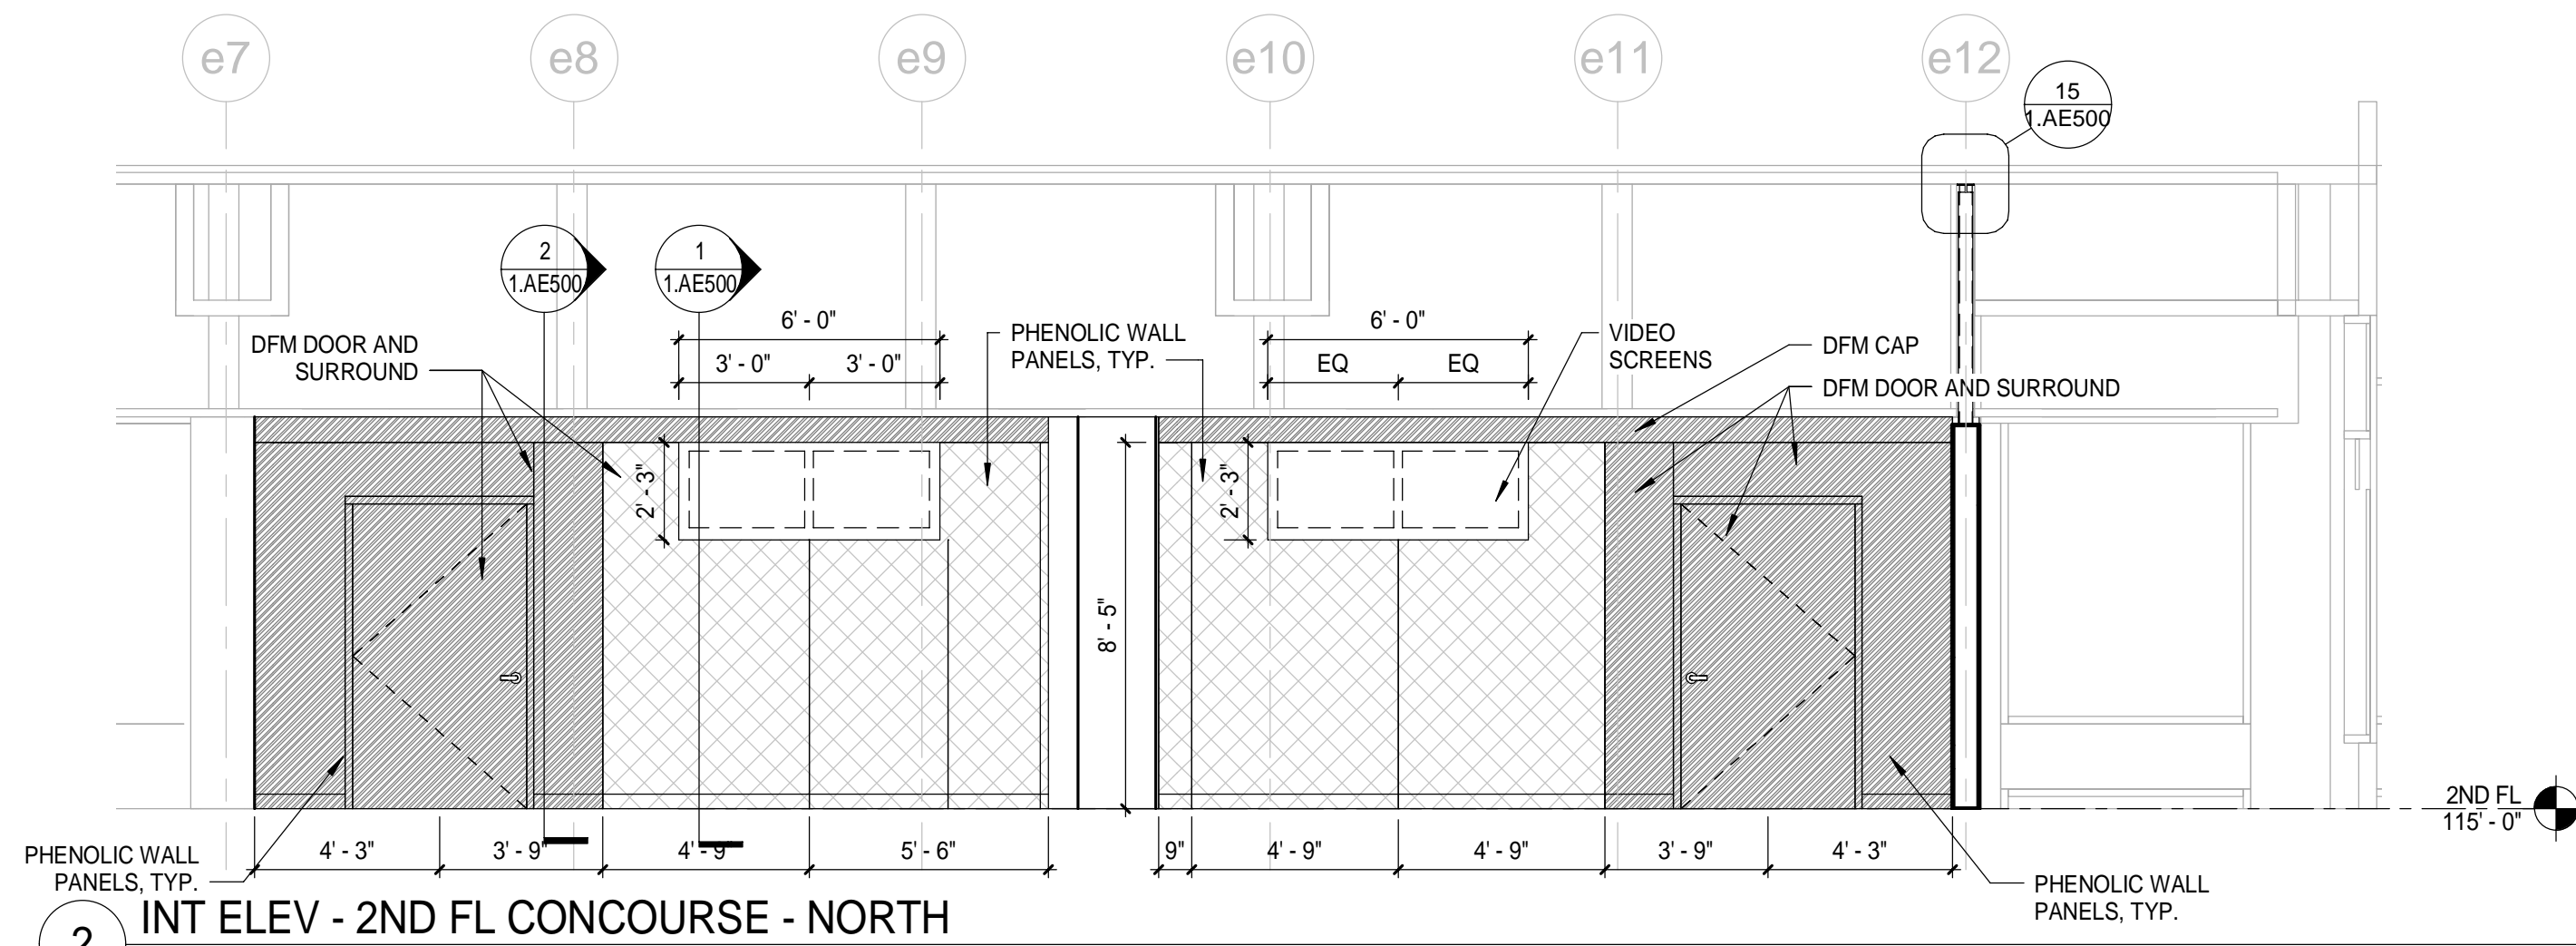 e7
e8
e9
e10
e11
e12
15
1.AE500
2
1.AE500
1
1.AE500
6' - 0"
3' - 0"
3' - 0"
6' - 0"
EQ
EQ
DFM DOOR AND
SURROUND
PHENOLIC WALL
PANELS, TYP.
VIDEO
SCREENS
DFM CAP
DFM DOOR AND SURROUND
2' - 3"
2' - 3"
8' - 5"
2ND FL
115' - 0"
4' - 3"
3' - 9"
4' - 9"
5' - 6"
9"
4' - 9"
4' - 9"
3' - 9"
4' - 3"
PHENOLIC WALL
PANELS, TYP.
PHENOLIC WALL
PANELS, TYP.
2
INT ELEV - 2ND FL CONCOURSE - NORTH